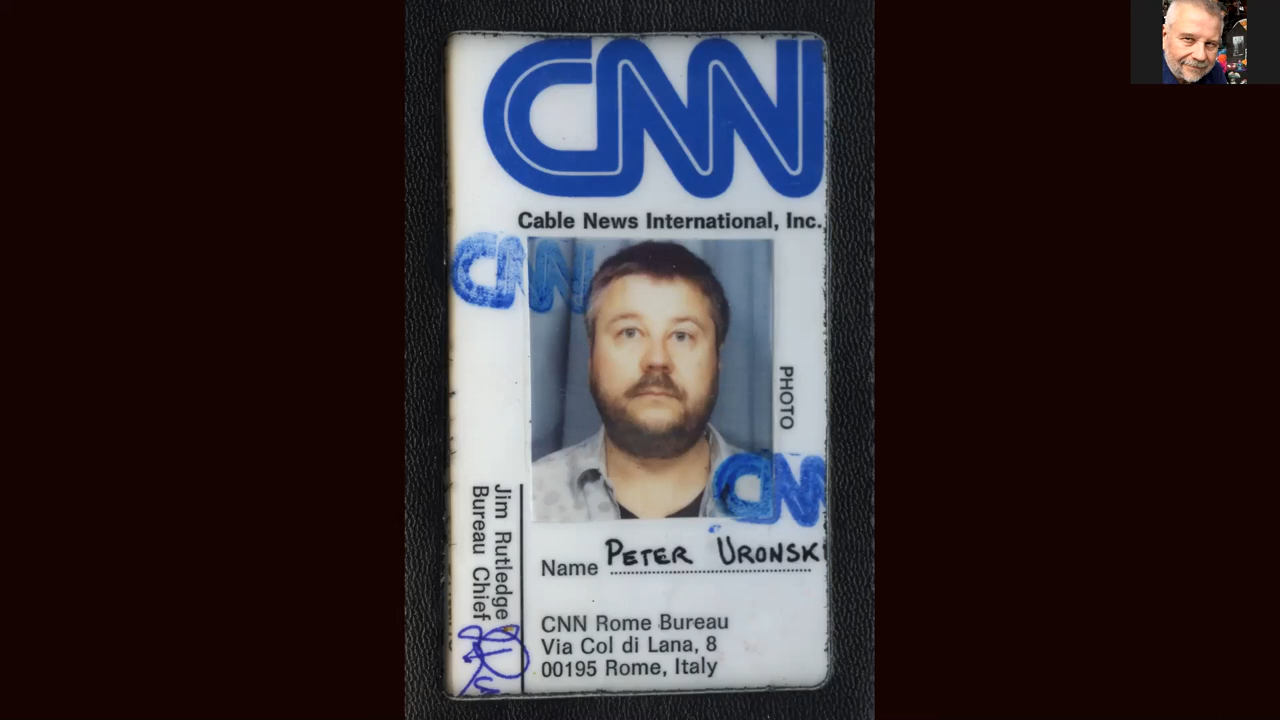 CNN
Cable News International, Inc.
CNN
PHOTO
CNN
Jim Rutledge
Bureau Chief
Name PETER VRONSKI
CNN Rome Bureau
Via Col di Lana, 8
00195 Rome, Italy